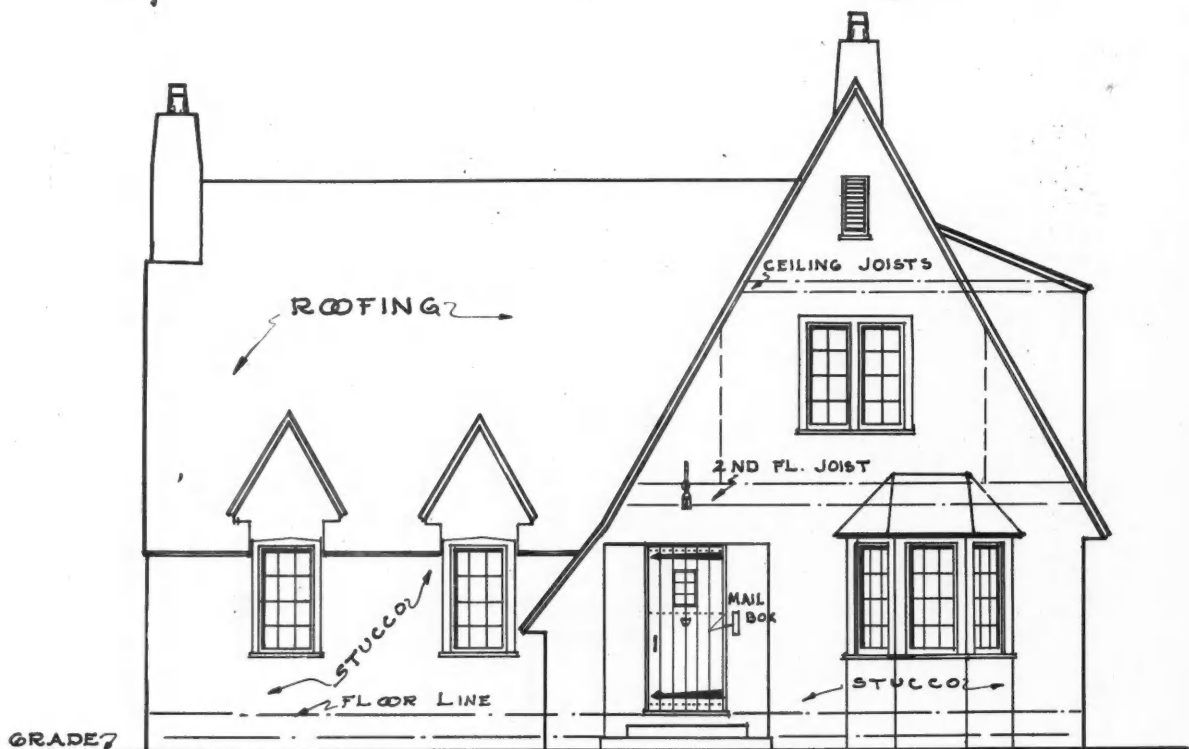 CEILING JOISTS
ROOFING
2ND FL. JOIST
MAIL
BOX
STUCCO
STUCCO
FLOOR LINE
GRADE